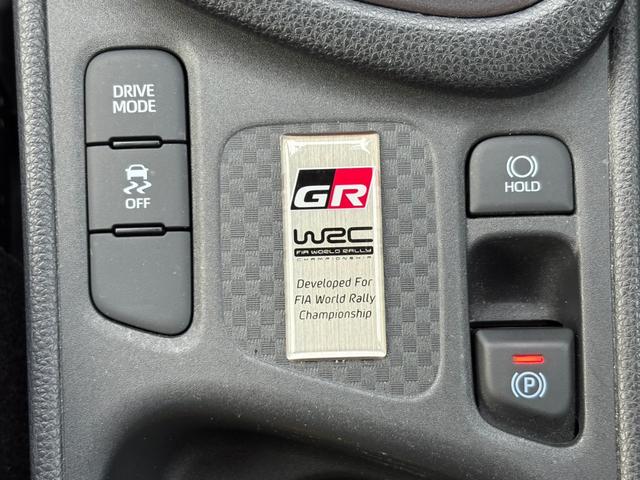 DRIVE
MODE
OFF
GR
WRC
FIA WORLD RALLY
CHAMPIONSHIP
Developed For
FIA World Rally
Championship
HOLD
P